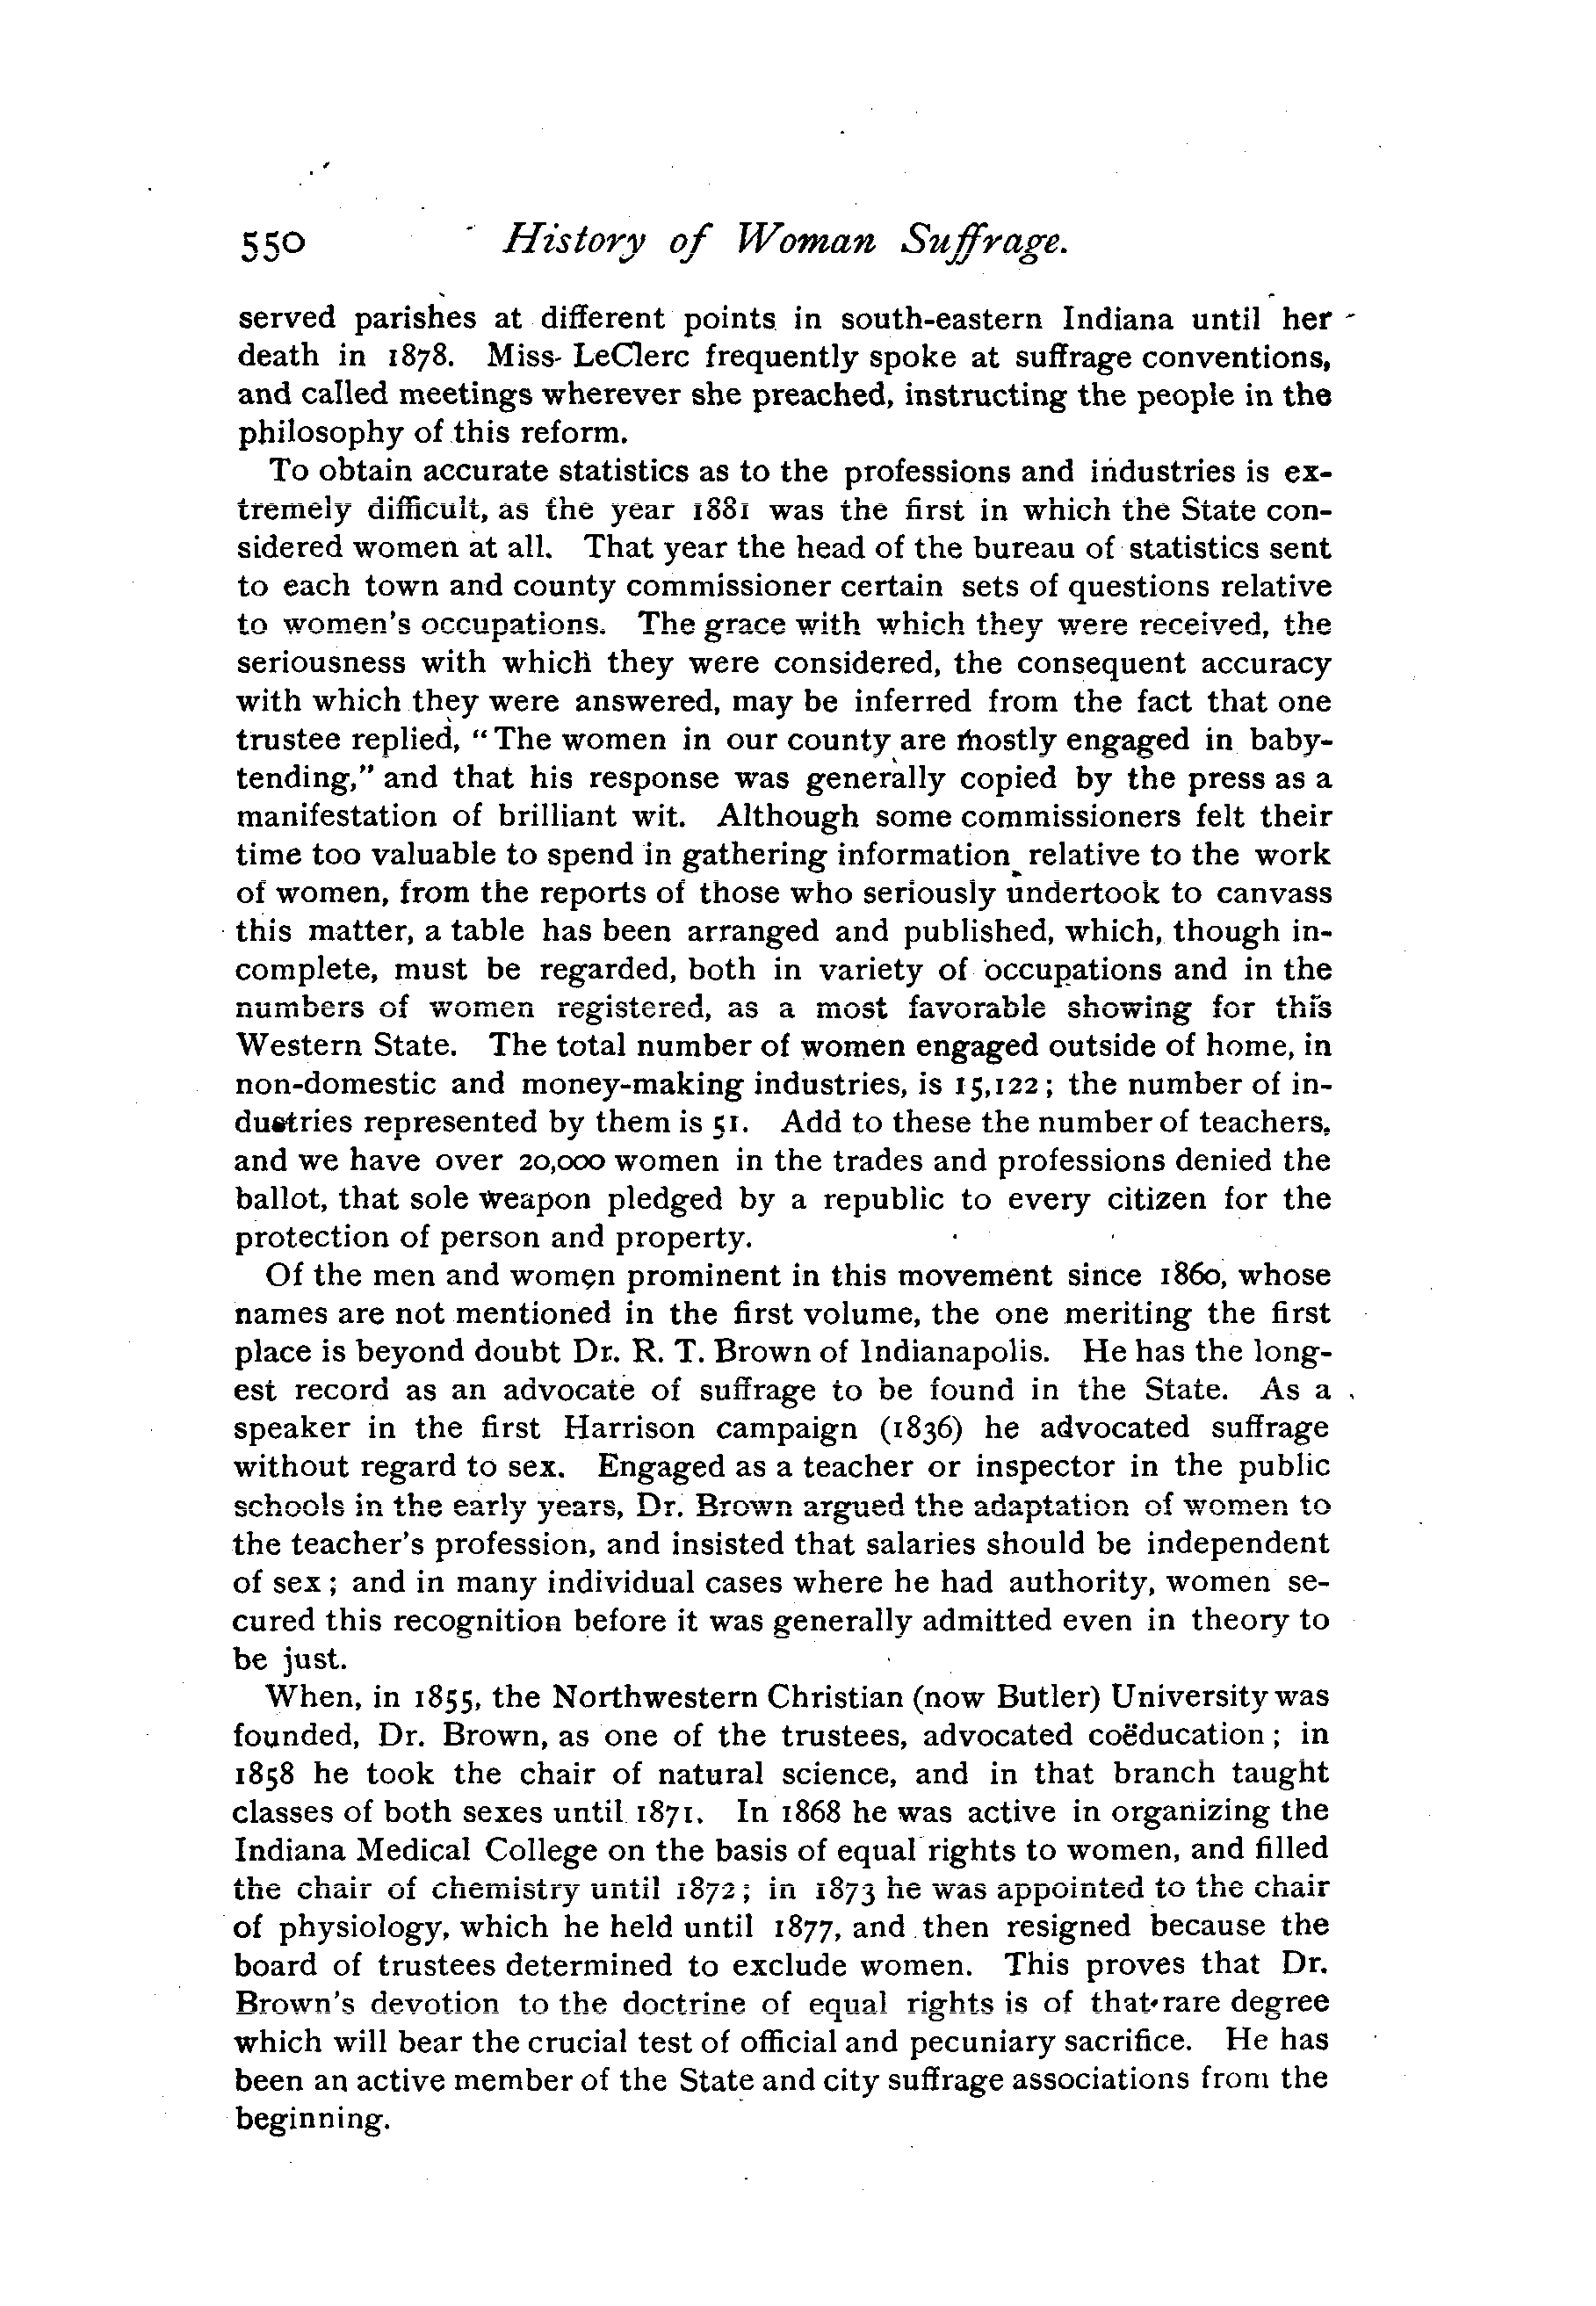 550 History of Woman Suffrage.
served parishes at different points in south-eastern Indiana until her
death in 1878. Miss LeClerc frequently spoke at suffrage conventions,
and called meetings wherever she preached, instructing the people in the
philosophy of this reform.
To obtain accurate statistics as to the professions and industries is ex-
tremely difficult, as the year 1881 was the first in which the State con-
sidered women at all. That year the head of the bureau of statistics sent
to each town and county commissioner certain sets of questions relative
to women's occupations. The grace with which they were received, the
seriousness with which they were considered, the consequent accuracy
with which they were answered, may be inferred from the fact that one
trustee replied, "The women in our county are mostly engaged in baby-
tending," and that his response was generally copied by the press as a
manifestation of brilliant wit. Although some commissioners felt their
time too valuable to spend in gathering information relative to the work
of women, from the reports of those who seriously undertook to canvass
this matter, a table has been arranged and published, which, though in-
complete, must be regarded, both in variety of occupations and in the
numbers of women registered, as a most favorable showing for this
Western State. The total number of women engaged outside of home, in
non-domestic and money-making industries, is 15,122; the number of in-
dustries represented by them is 51. Add to these the number of teachers,
and we have over 20,000 women in the trades and professions denied the
ballot, that sole weapon pledged by a republic to every citizen for the
protection of person and property.
Of the men and women prominent in this movement since 1860, whose
names are not mentioned in the first volume, the one meriting the first
place is beyond doubt Dr. R. T. Brown of Indianapolis. He has the long-
est record as an advocate of suffrage to be found in the State. As a
speaker in the first Harrison campaign (1836) he advocated suffrage
without regard to sex. Engaged as a teacher or inspector in the public
schools in the early years, Dr. Brown argued the adaptation of women to
the teacher's profession, and insisted that salaries should be independent
of sex; and in many individual cases where he had authority, women se-
cured this recognition before it was generally admitted even in theory to
be just.
When, in 1855, the Northwestern Christian (now Butler) University was
founded, Dr. Brown, as one of the trustees, advocated coëducation; in
1858 he took the chair of natural science, and in that branch taught
classes of both sexes until 1871. In 1868 he was active in organizing the
Indiana Medical College on the basis of equal rights to women, and filled
the chair of chemistry until 1872; in 1873 he was appointed to the chair
of physiology, which he held until 1877, and then resigned because the
board of trustees determined to exclude women. This proves that Dr.
Brown's devotion to the doctrine of equal rights is of that rare degree
which will bear the crucial test of official and pecuniary sacrifice. He has
been an active member of the State and city suffrage associations from the
beginning.